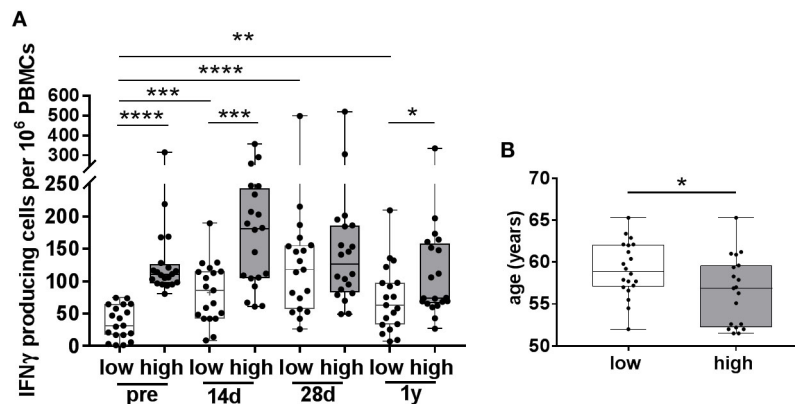 A
**
****
***
**** *** *
IFNγ producing cells per 10⁶ PBMCs
600
500
400
300
250
200
150
100
50
0
low high low high low high low high
pre 14d 28d 1y
B
*
age (years)
70
65
60
55
50
low high